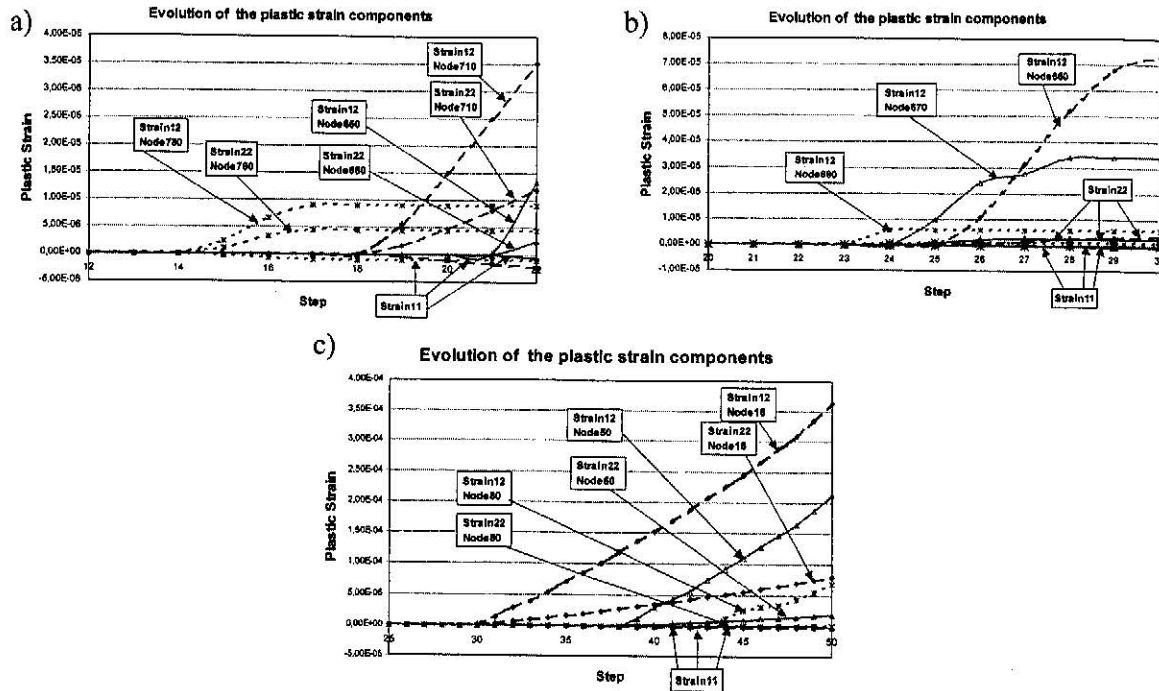 a)
Evolution of the plastic strain components
4,00E-05
3,50E-05
3,00E-05
2,50E-05
2,00E-05
1,50E-05
1,00E-05
5,00E-06
0,00E+00
-5,00E-06
Plastic Strain
12
14
16
18
20
22
Step
Strain12
Node710
Strain22
Node710
Strain12
Strain22
Strain12
Node780
Strain22
Strain11
b)
Evolution of the plastic strain components
8,00E-05
7,00E-05
6,00E-05
5,00E-05
4,00E-05
3,00E-05
2,00E-05
1,00E-05
0,00E+00
-1,00E-05
Plastic Strain
20
21
22
23
24
25
26
27
28
29
Step
Strain12
Strain12
Node670
Strain12
Node690
Strain22
Strain11
c)
Evolution of the plastic strain components
4,00E-04
3,50E-04
3,00E-04
2,50E-04
2,00E-04
1,50E-04
1,00E-04
5,00E-05
0,00E+00
-5,00E-05
Plastic Strain
25
30
35
40
45
50
Step
Strain12
Node16
Strain12
Node50
Strain22
Node16
Strain12
Node80
Strain22
Node50
Strain22
Node80
Strain11